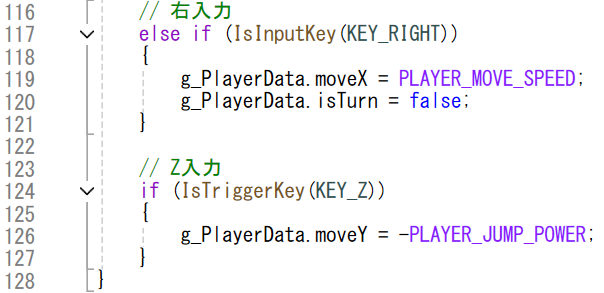 116 // 右入力
117 else if (IsInputKey(KEY_RIGHT))
118 {
119 g_PlayerData.moveX = PLAYER_MOVE_SPEED;
120 g_PlayerData.isTurn = false;
121 }
122
123 // Z入力
124 if (IsTriggerKey(KEY_Z))
125 {
126 g_PlayerData.moveY = -PLAYER_JUMP_POWER;
127 }
128 }